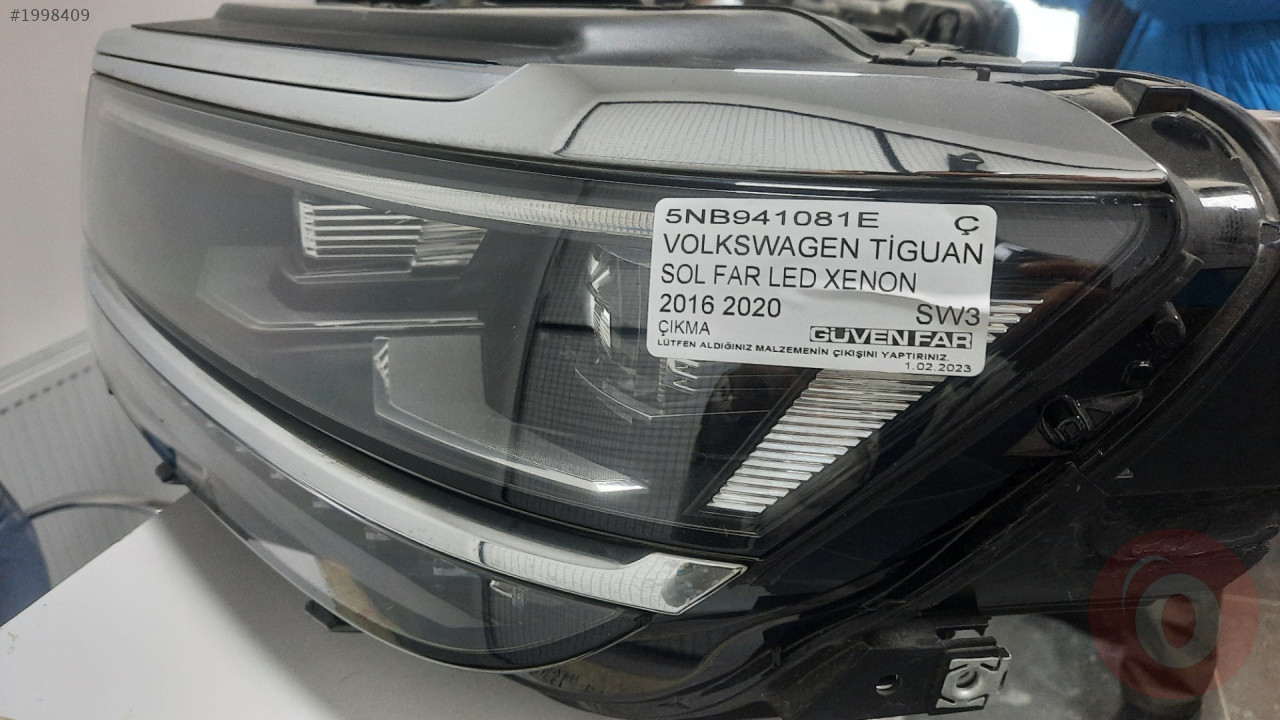 #1998409
5NB941081E Ç
VOLKSWAGEN TİGUAN
SOL FAR LED XENON
2016 2020 SW3
ÇIKMA GÜVEN FAR
LÜTFEN ALDIĞINIZ MALZEMENİN ÇIKIŞINI YAPTIRINIZ.
1.02.2023